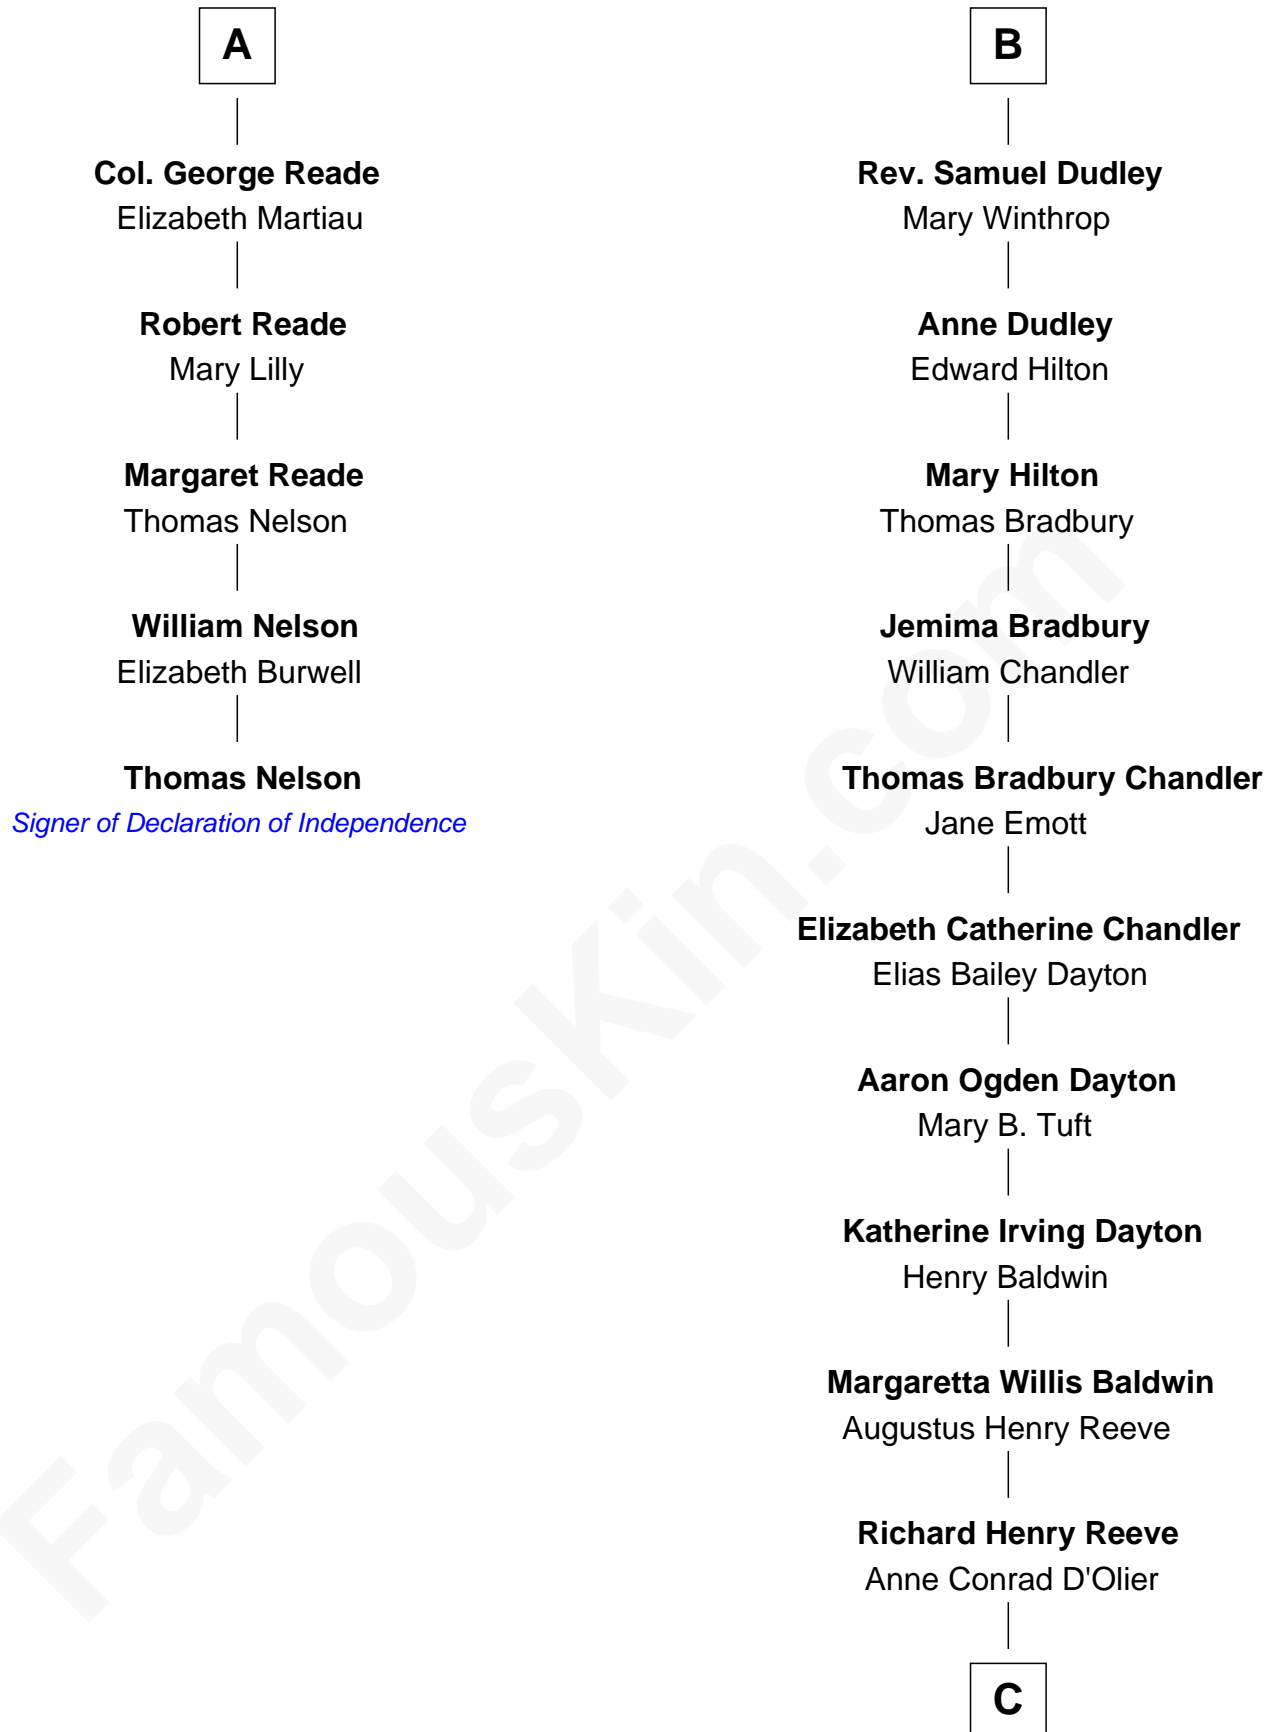 A
Col. George Reade
Elizabeth Martiau
Robert Reade
Mary Lilly
Margaret Reade
Thomas Nelson
William Nelson
Elizabeth Burwell
Thomas Nelson
Signer of Declaration of Independence
B
Rev. Samuel Dudley
Mary Winthrop
Anne Dudley
Edward Hilton
Mary Hilton
Thomas Bradbury
Jemima Bradbury
William Chandler
Thomas Bradbury Chandler
Jane Emott
Elizabeth Catherine Chandler
Elias Bailey Dayton
Aaron Ogden Dayton
Mary B. Tuft
Katherine Irving Dayton
Henry Baldwin
Margaretta Willis Baldwin
Augustus Henry Reeve
Richard Henry Reeve
Anne Conrad D'Olier
C
FamousKin.com